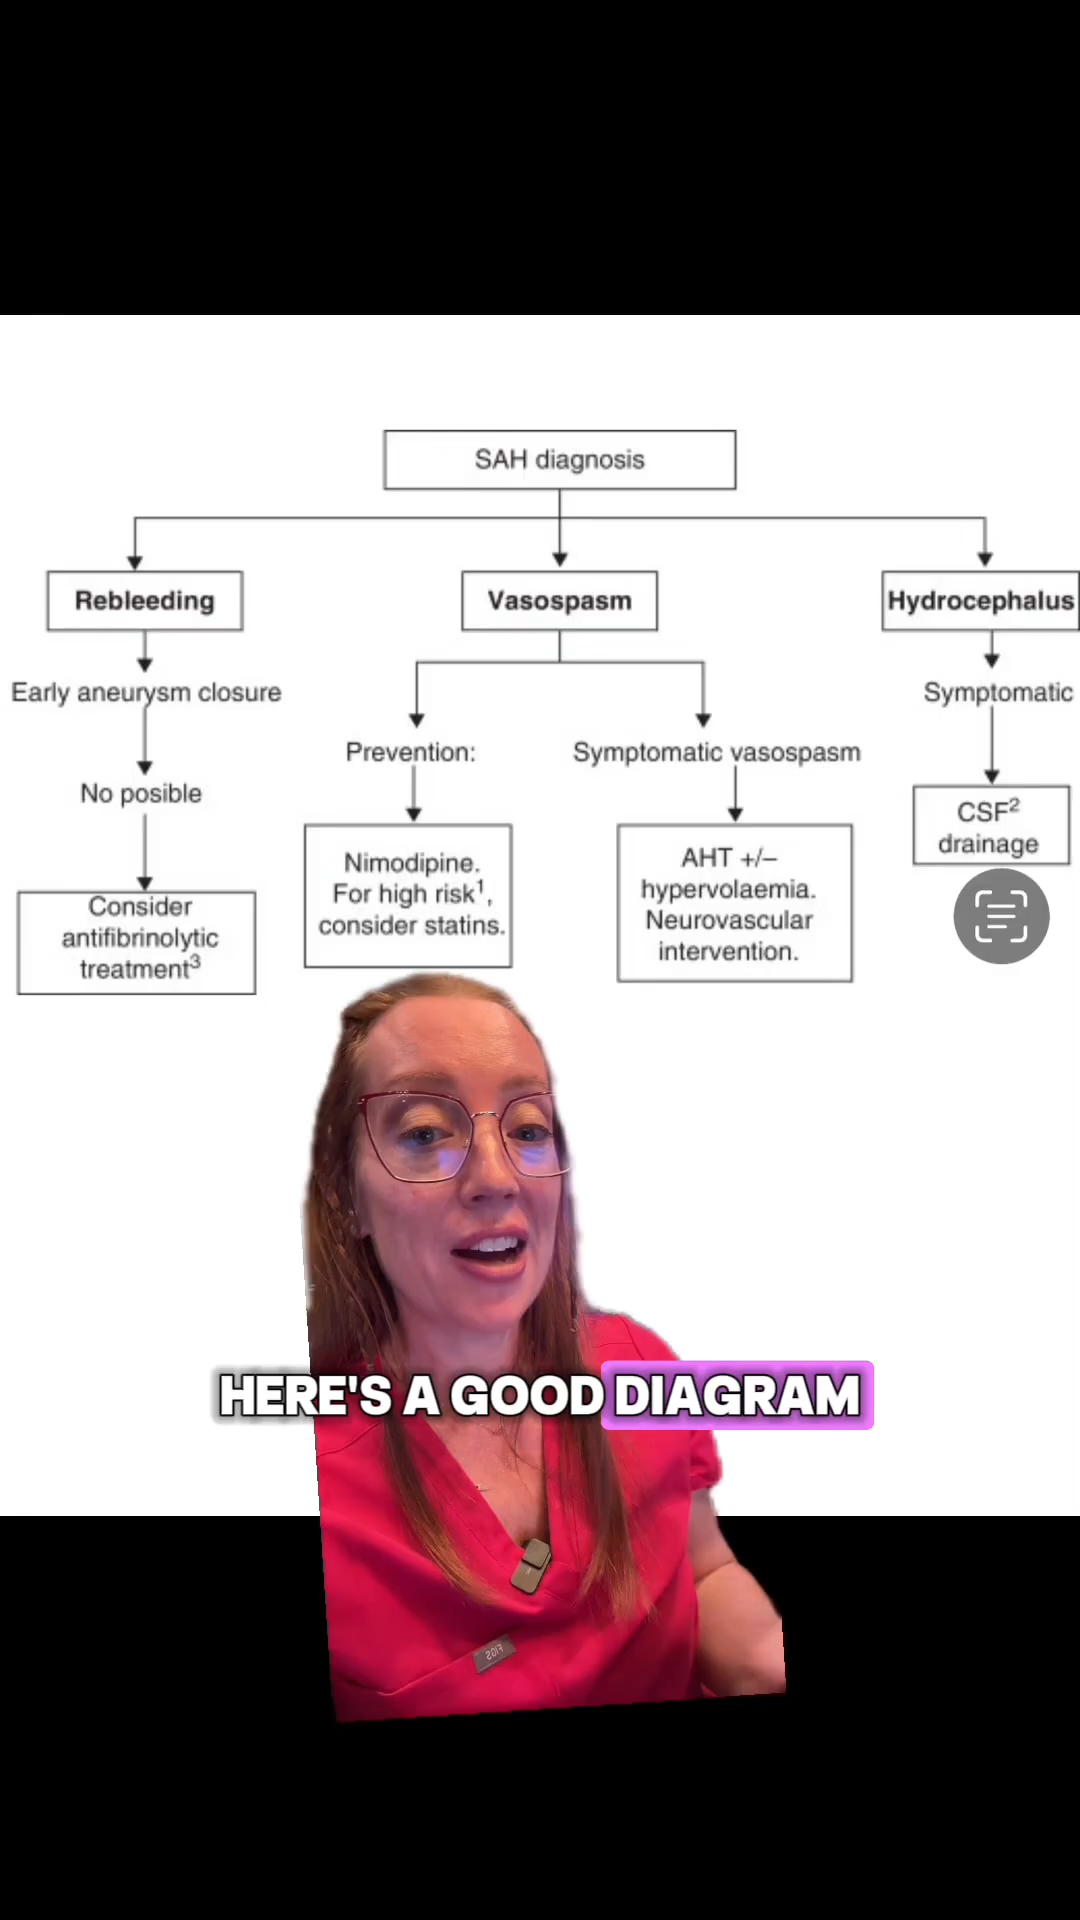 SAH diagnosis
Rebleeding
Early aneurysm closure
No posible
Consider
antifibrinolytic
treatment³
Vasospasm
Prevention:
Nimodipine.
For high risk¹,
consider statins.
Symptomatic vasospasm
AHT +/–
hypervolaemia.
Neurovascular
intervention.
Hydrocephalus
Symptomatic
CSF²
drainage
HERE'S A GOOD DIAGRAM
FIGS